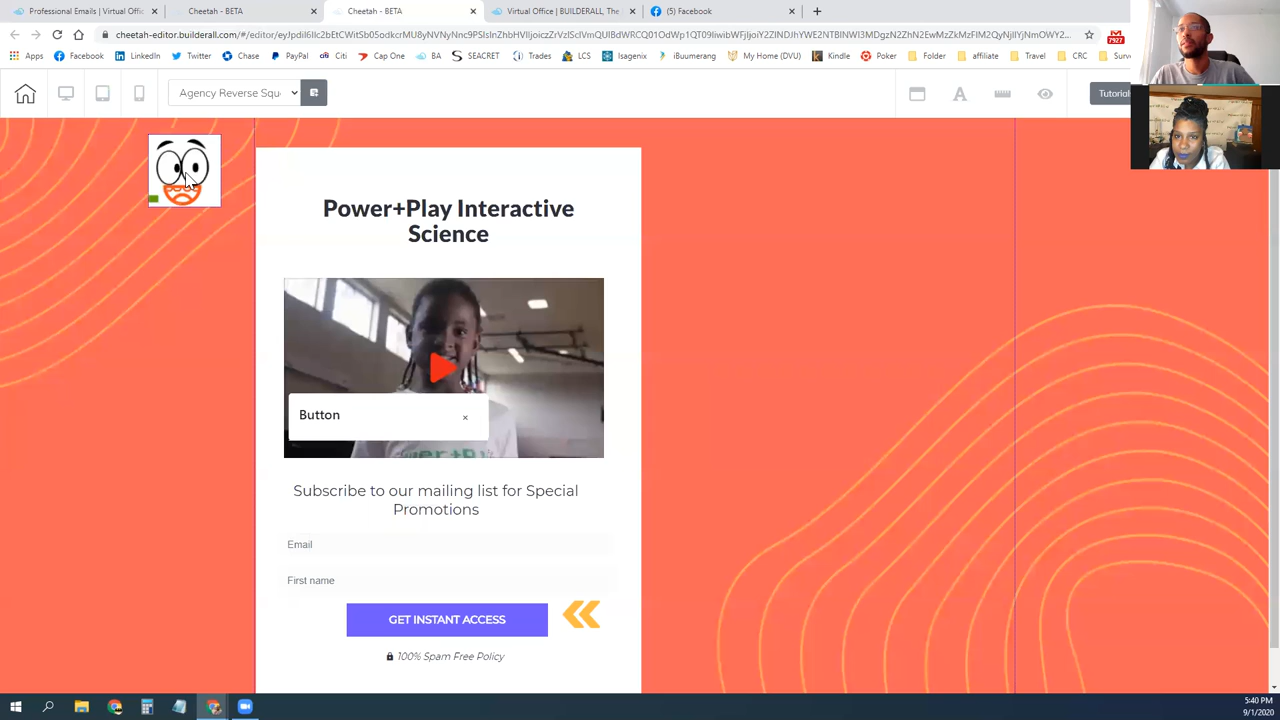 Professional Emails | Virtual Office
Cheetah - BETA
Cheetah - BETA
Virtual Office | BUILDERALL, The
(5) Facebook
Apps
Facebook
LinkedIn
Twitter
Chase
PayPal
Citi
Cap One
BA
SEACRET
Trades
LCS
Isagenix
iBuumerang
My Home (DVU)
Kindle
Poker
Folder
affiliate
Travel
CRC
Surve
7927
Agency Reverse Squ
Tutorial
Power+Play Interactive
Science
Button
Subscribe to our mailing list for Special
Promotions
Email
First name
GET INSTANT ACCESS
100% Spam Free Policy
5:40 PM
9/1/2020